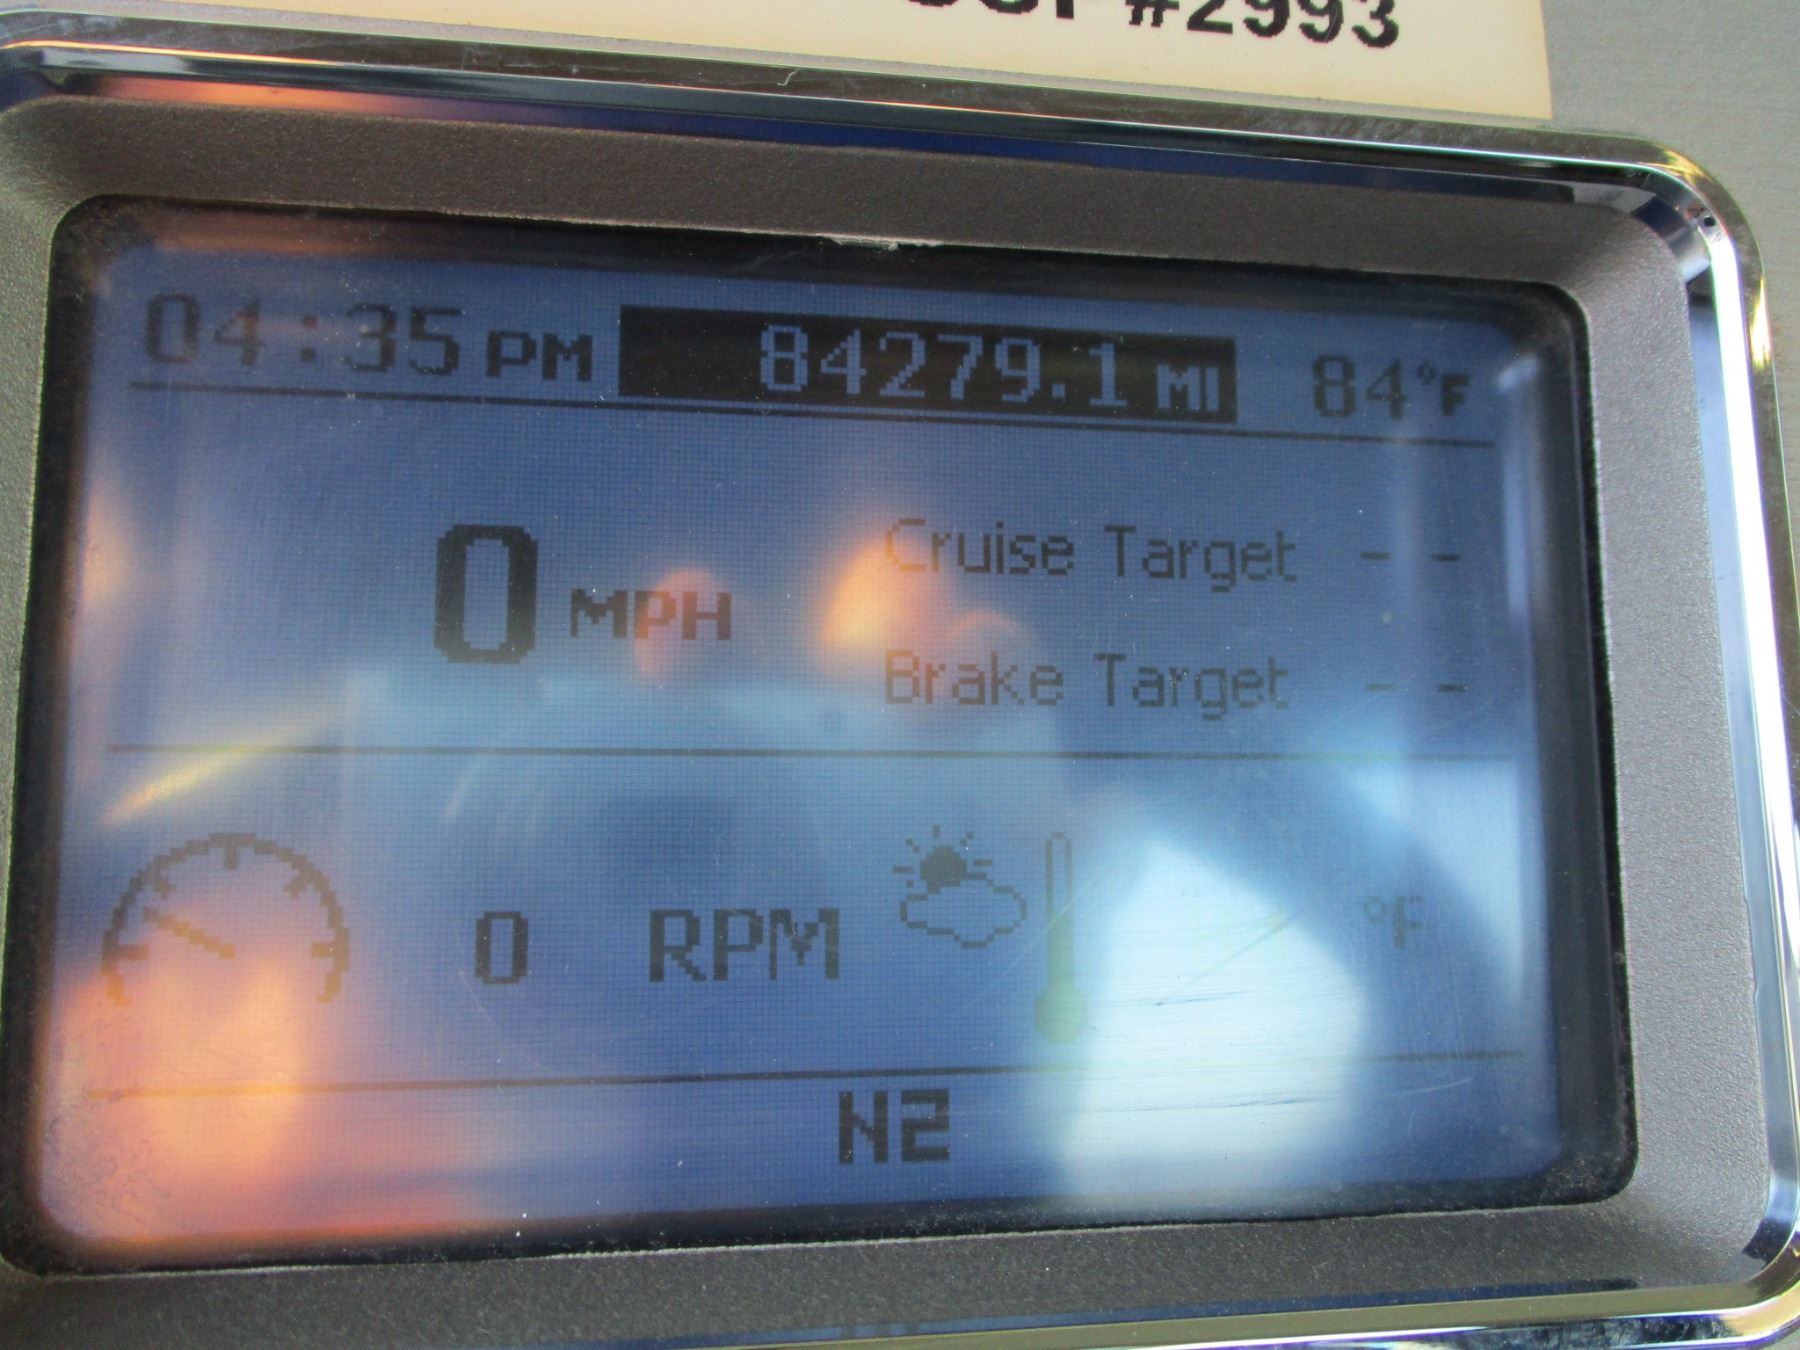 #2993
04:35 PM 84279.1 MI 84°F
0 MPH
Cruise Target - -
Brake Target - -
0 RPM °F
N2